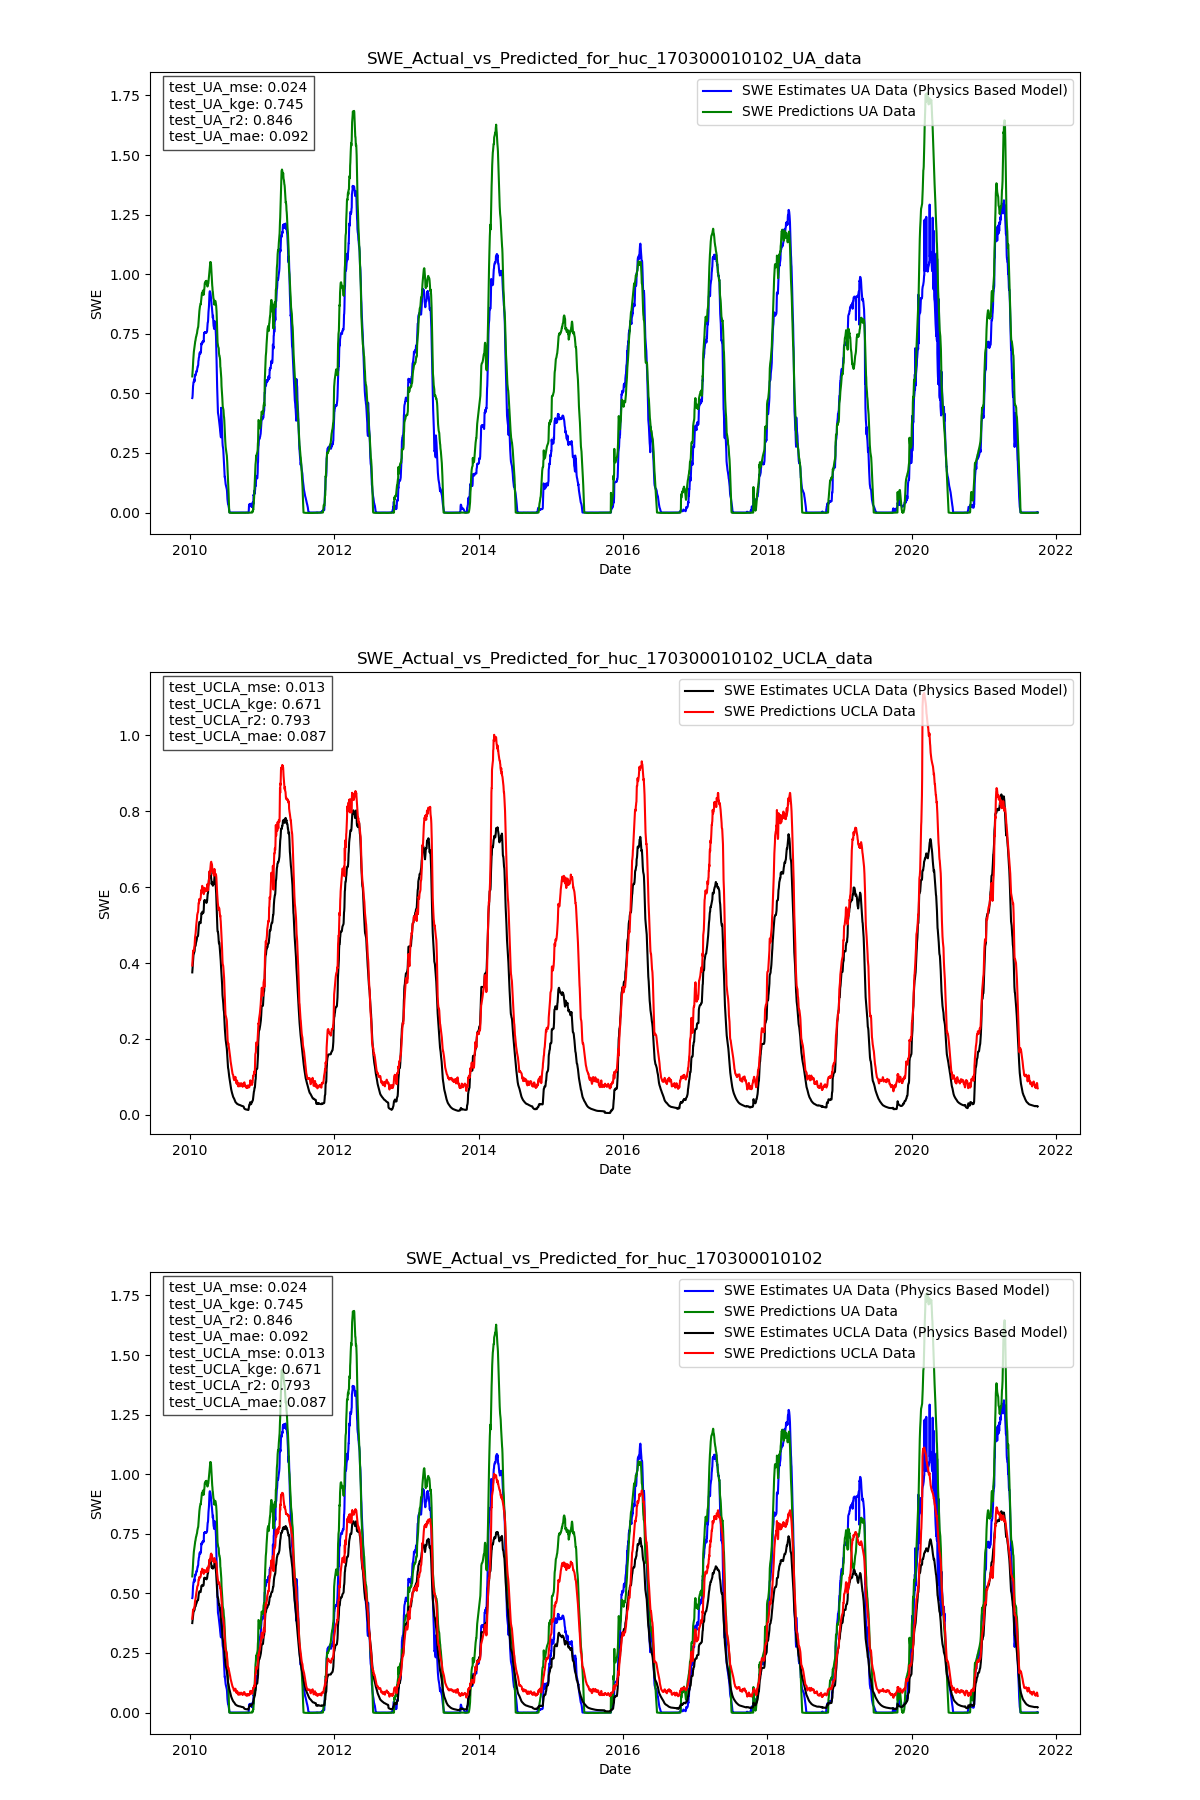 SWE_Actual_vs_Predicted_for_huc_170300010102_UA_data
test_UA_mse: 0.024
test_UA_kge: 0.745
test_UA_r2: 0.846
test_UA_mae: 0.092
SWE Estimates UA Data (Physics Based Model)
SWE Predictions UA Data
1.75
1.50
1.25
1.00
0.75
0.50
0.25
0.00
SWE
2010 2012 2014 2016 2018 2020 2022
Date
SWE_Actual_vs_Predicted_for_huc_170300010102_UCLA_data
test_UCLA_mse: 0.013
test_UCLA_kge: 0.671
test_UCLA_r2: 0.793
test_UCLA_mae: 0.087
SWE Estimates UCLA Data (Physics Based Model)
SWE Predictions UCLA Data
1.0
0.8
0.6
0.4
0.2
0.0
SWE
2010 2012 2014 2016 2018 2020 2022
Date
SWE_Actual_vs_Predicted_for_huc_170300010102
test_UA_mse: 0.024
test_UA_kge: 0.745
test_UA_r2: 0.846
test_UA_mae: 0.092
test_UCLA_mse: 0.013
test_UCLA_kge: 0.671
test_UCLA_r2: 0.793
test_UCLA_mae: 0.087
SWE Estimates UA Data (Physics Based Model)
SWE Predictions UA Data
SWE Estimates UCLA Data (Physics Based Model)
SWE Predictions UCLA Data
1.75
1.50
1.25
1.00
0.75
0.50
0.25
0.00
SWE
2010 2012 2014 2016 2018 2020 2022
Date